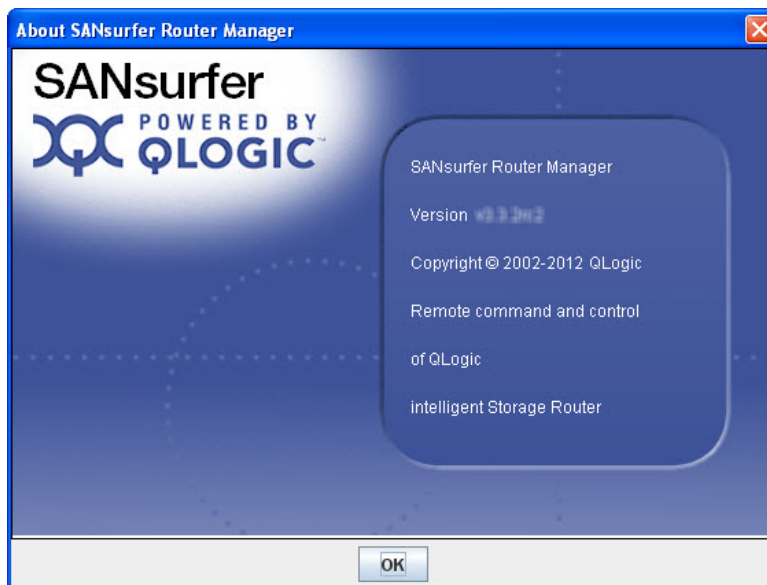 About SANsurfer Router Manager
SANsurfer
POWERED BY
QLOGIC™
SANsurfer Router Manager
Version
Copyright © 2002-2012 QLogic
Remote command and control
of QLogic
intelligent Storage Router
OK